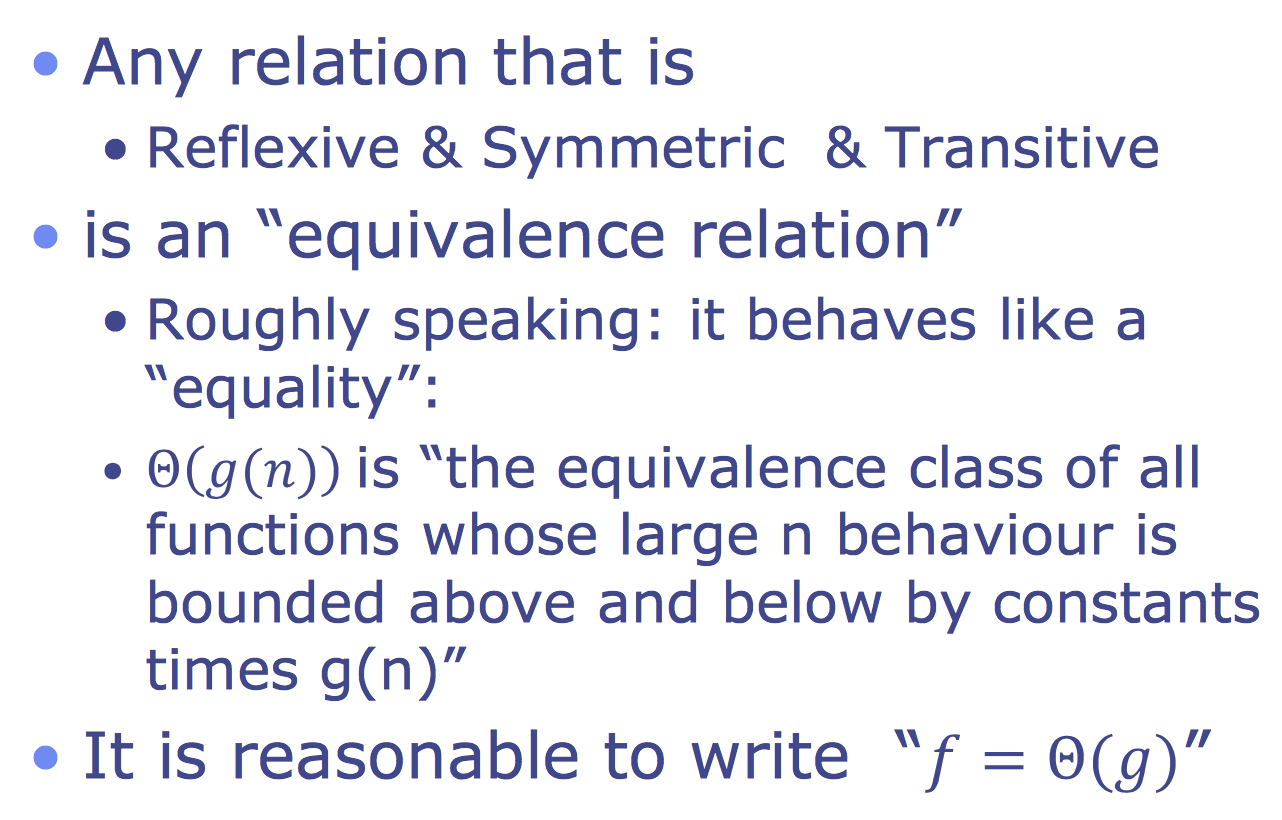 • Any relation that is
• Reflexive & Symmetric & Transitive
• is an “equivalence relation”
• Roughly speaking: it behaves like a
“equality”:
• Θ(g(n)) is “the equivalence class of all
functions whose large n behaviour is
bounded above and below by constants
times g(n)”
• It is reasonable to write “f = Θ(g)”